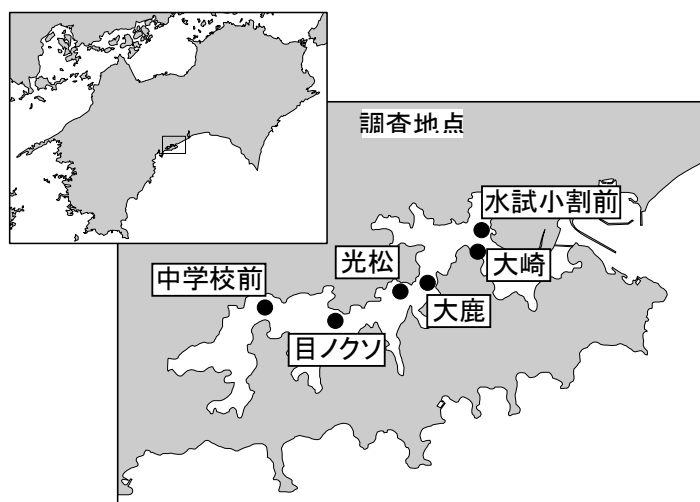 調査地点
水試小割前
光松
大崎
中学校前
大鹿
目ノクソ